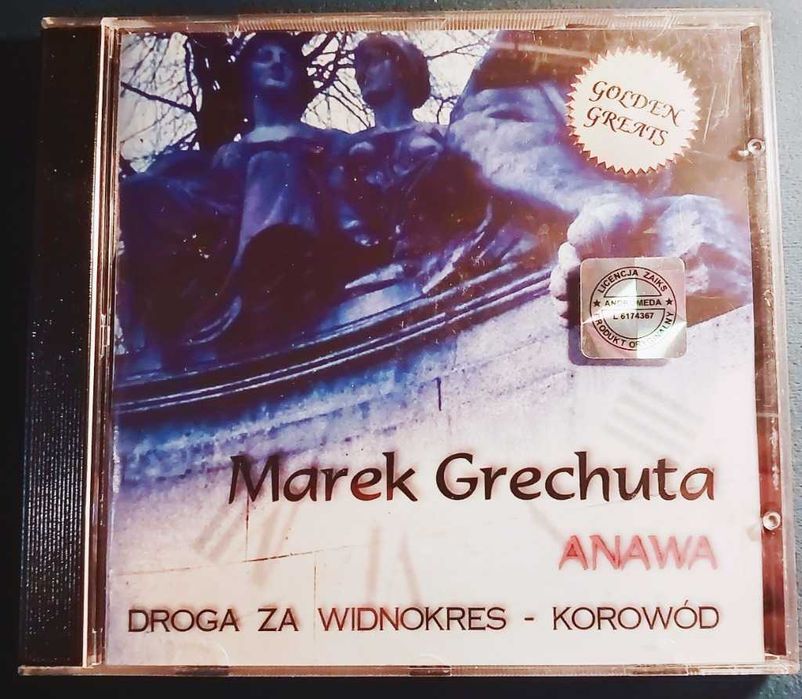 GOLDEN
GREATS
LICENCJA ZAIKS
ANDROMEDA
L 6174367
PRODUKT ORYGINALNY
Marek Grechuta
ANAWA
DROGA ZA WIDNOKRES - KOROWÓD